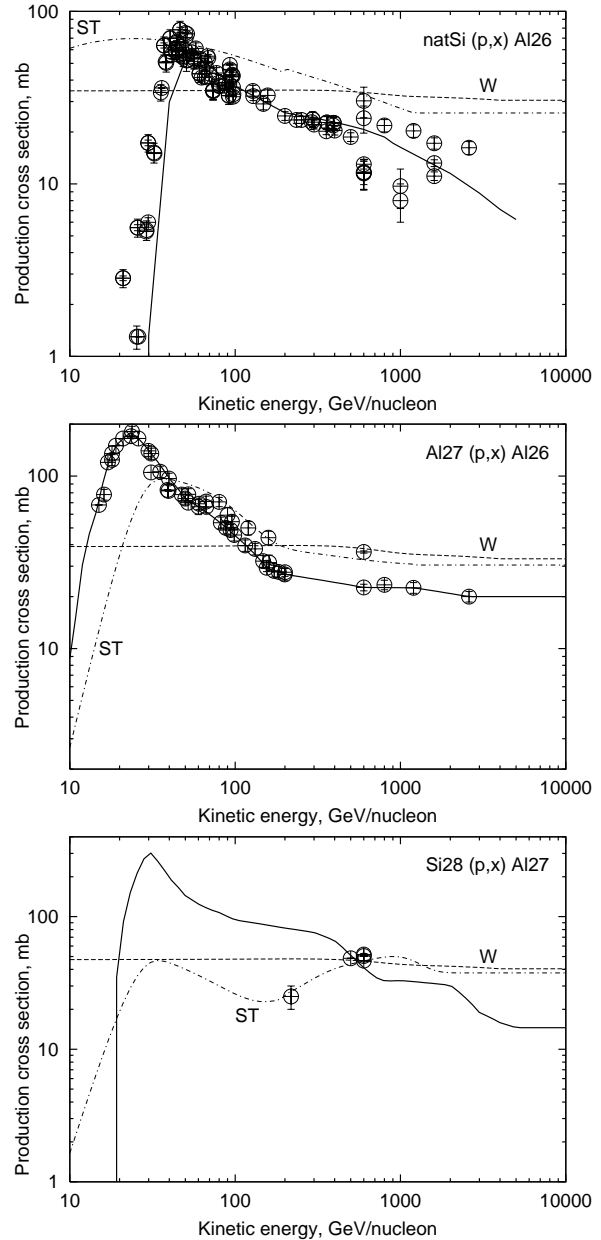 100
ST
natSi (p,x) Al26
W
Production cross section, mb
10
1
10 100 1000 10000
Kinetic energy, GeV/nucleon
Al27 (p,x) Al26
100
W
Production cross section, mb
10
ST
10 100 1000 10000
Kinetic energy, GeV/nucleon
Si28 (p,x) Al27
100
W
Production cross section, mb
ST
10
1
10 100 1000 10000
Kinetic energy, GeV/nucleon